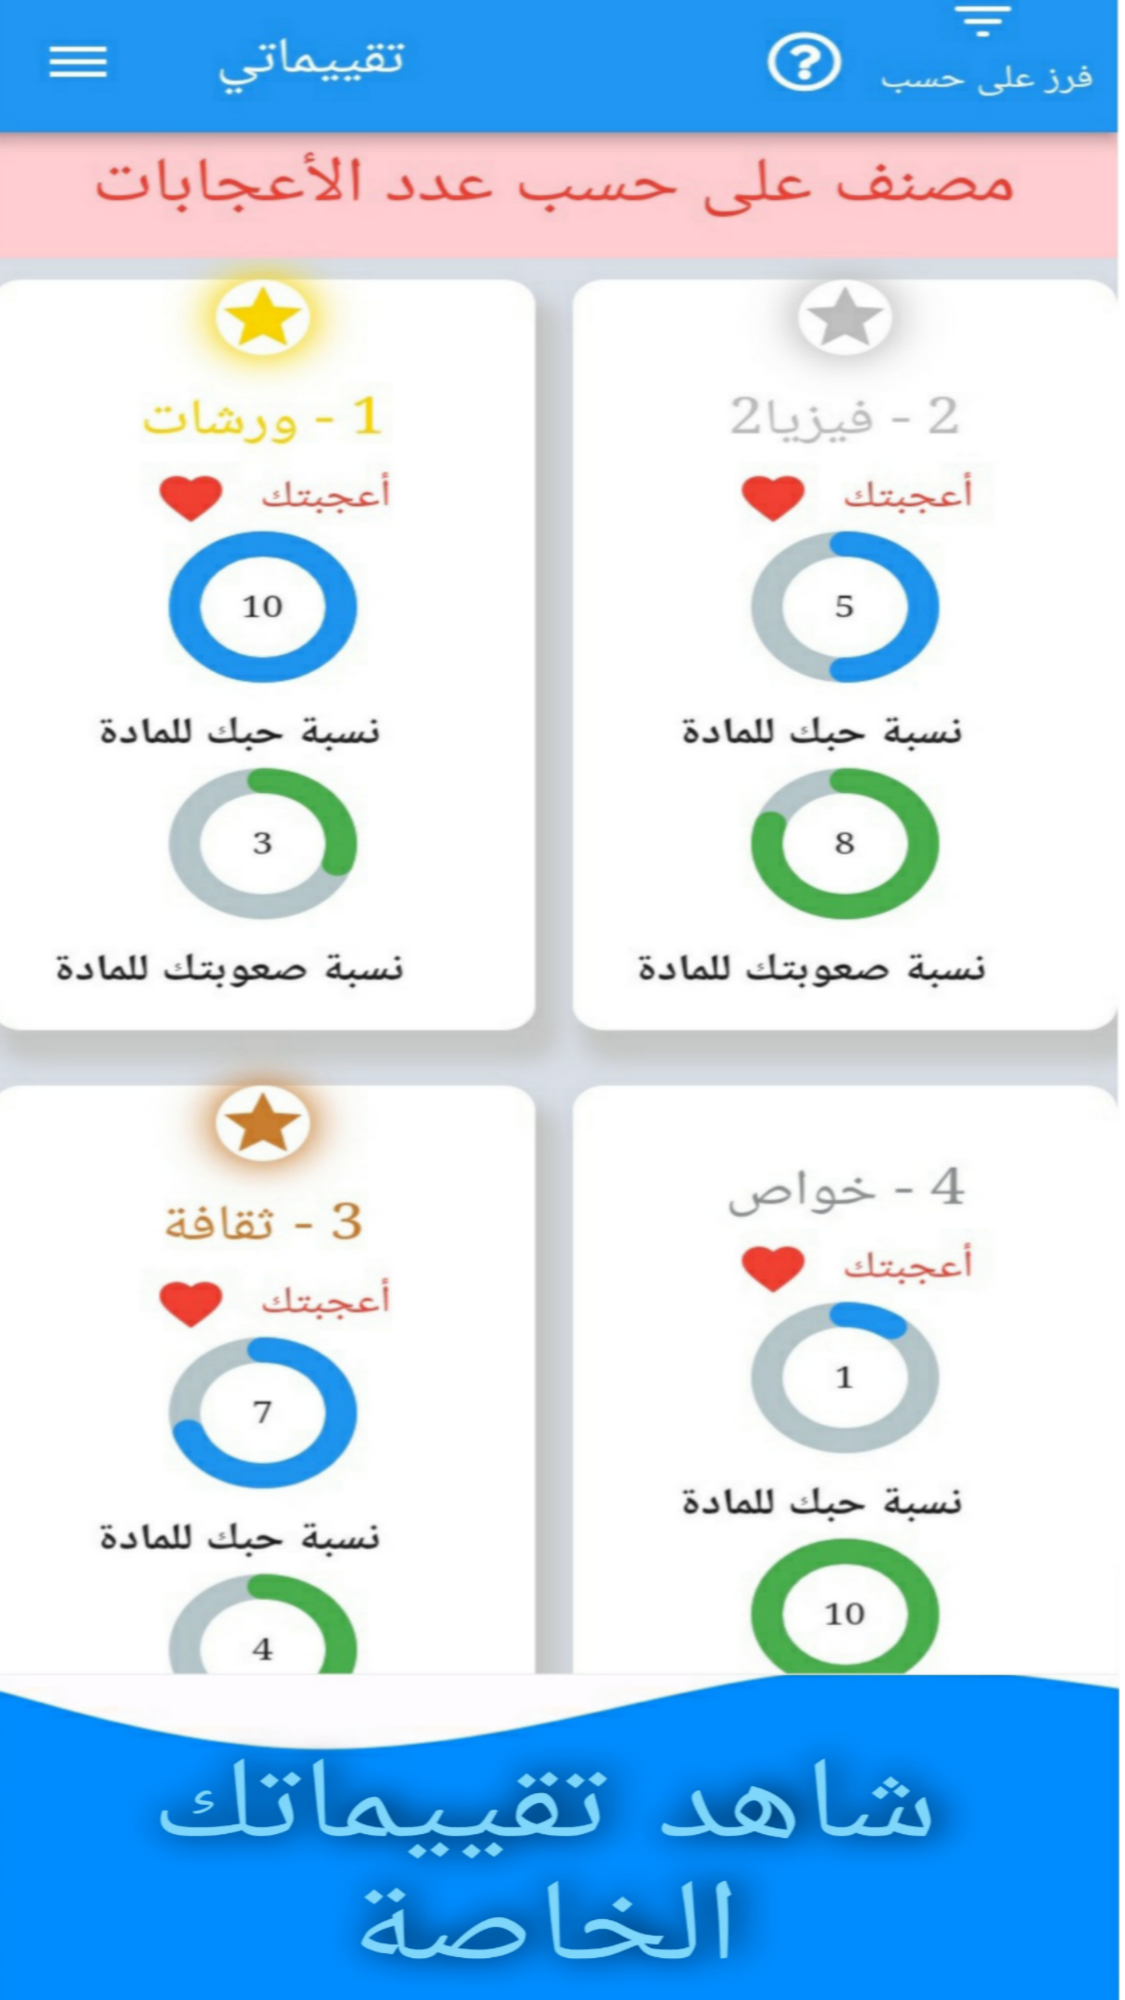 تقييماتي
فرز على حسب
مصنف على حسب عدد الأعجابات
1 - ورشات
أعجبتك
10
نسبة حبك للمادة
3
نسبة صعوبتك للمادة
2 - فيزيا2
أعجبتك
5
نسبة حبك للمادة
8
نسبة صعوبتك للمادة
3 - ثقافة
أعجبتك
7
نسبة حبك للمادة
4
4 - خواص
أعجبتك
1
نسبة حبك للمادة
10
شاهد تقييماتك
الخاصة